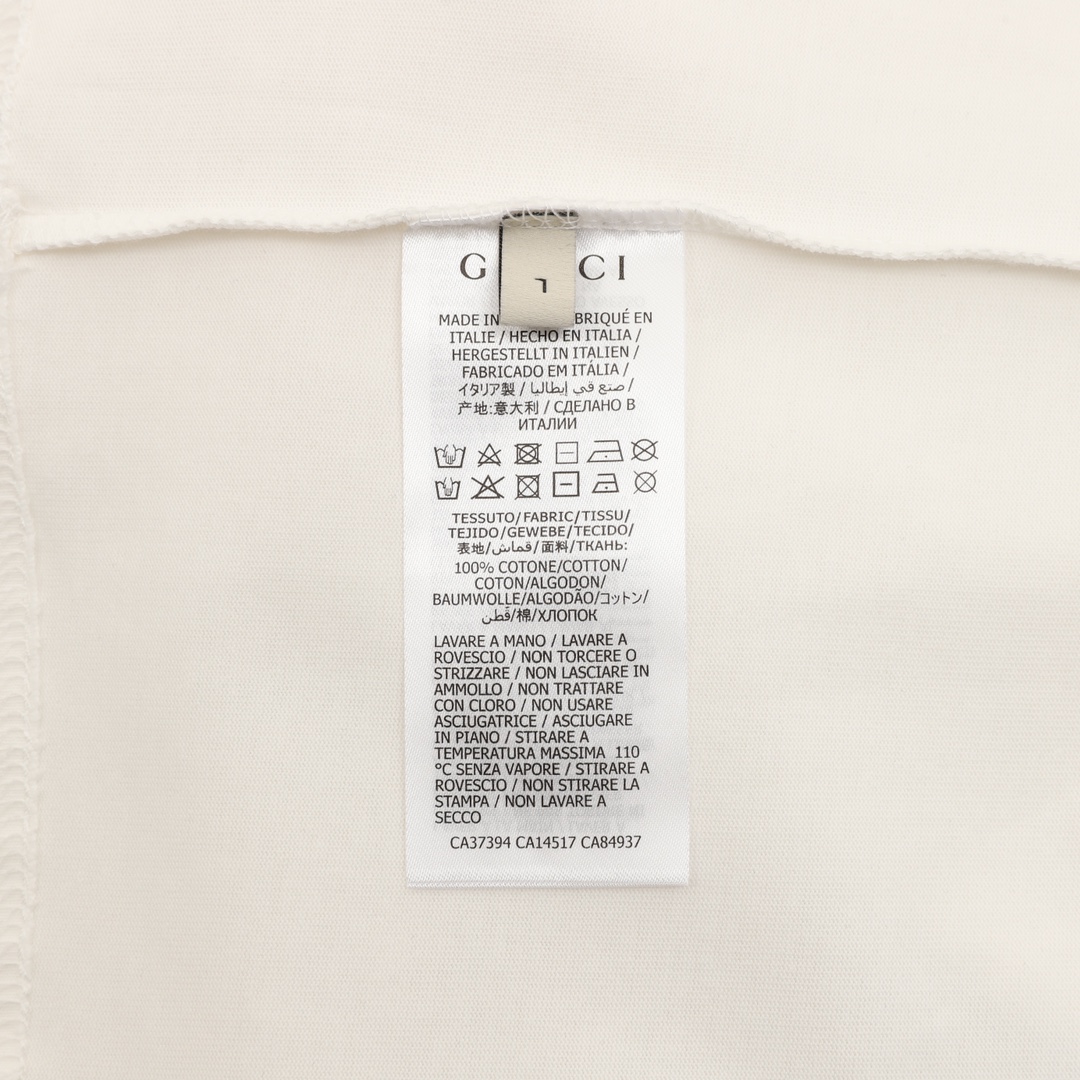 G CI
L
MADE IN BRIQUÉ EN
ITALIE / HECHO EN ITALIA /
HERGESTELLT IN ITALIEN /
FABRICADO EM ITÁLIA /
イタリア製 / صنع في إيطاليا /
产地:意大利 / СДЕЛАНО В
ИТАЛИИ
TESSUTO/FABRIC/TISSU/
TEJIDO/GEWEBE/TECIDO/
表地/قماش/面料/ТКАНЬ:
100% COTONE/COTTON/
COTON/ALGODON/
BAUMWOLLE/ALGODÃO/コットン/
قطن/棉/ХЛОПОК
LAVARE A MANO / LAVARE A
ROVESCIO / NON TORCERE O
STRIZZARE / NON LASCIARE IN
AMMOLLO / NON TRATTARE
CON CLORO / NON USARE
ASCIUGATRICE / ASCIUGARE
IN PIANO / STIRARE A
TEMPERATURA MASSIMA 110
°C SENZA VAPORE / STIRARE A
ROVESCIO / NON STIRARE LA
STAMPA / NON LAVARE A
SECCO
CA37394 CA14517 CA84937